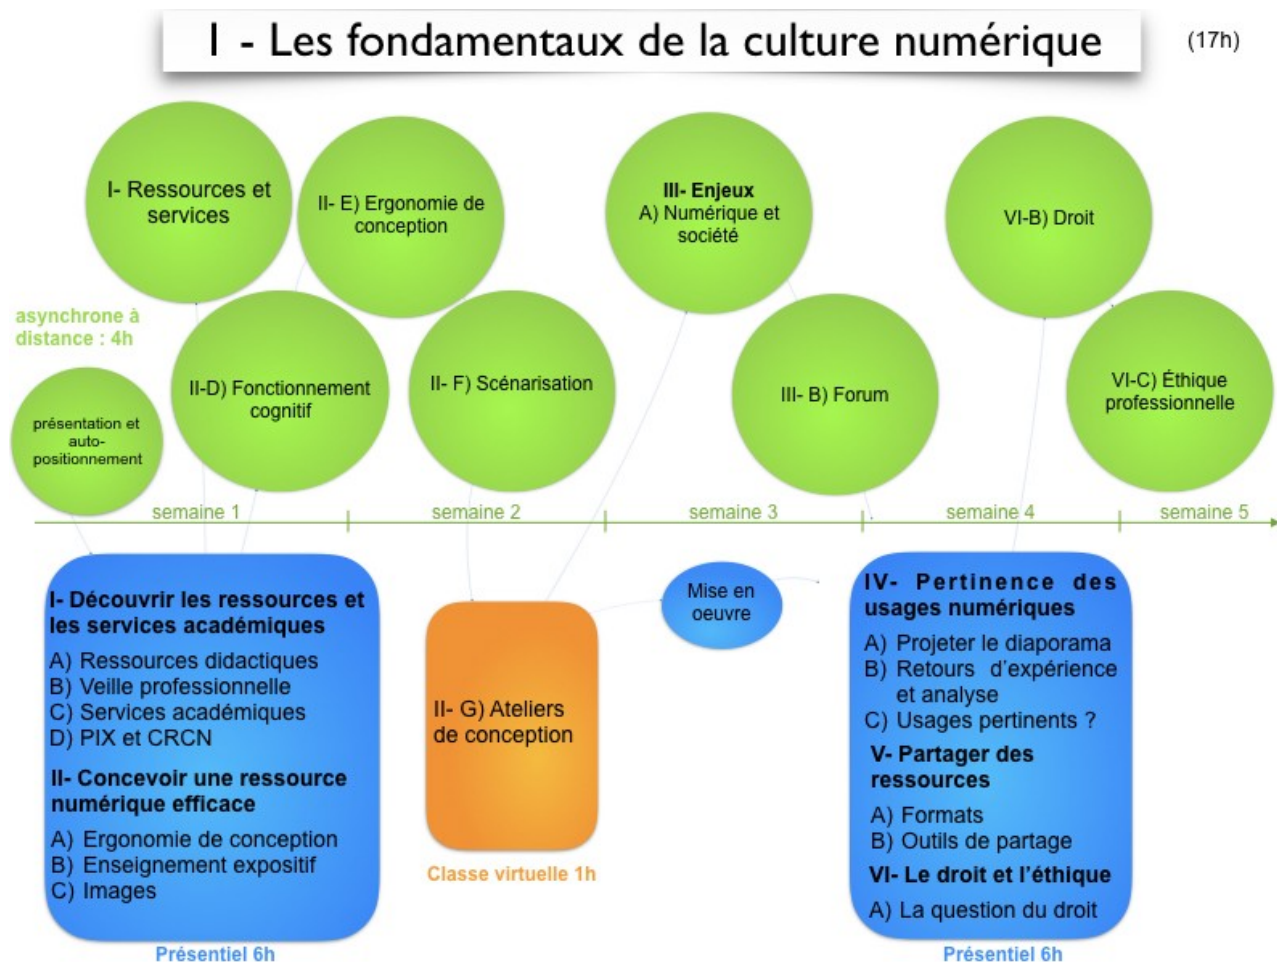 I - Les fondamentaux de la culture numérique
(17h)
I- Ressources et
services
II- E) Ergonomie de
conception
III- Enjeux
A) Numérique et
société
VI-B) Droit
asynchrone à
distance : 4h
présentation et
auto-
positionnement
II-D) Fonctionnement
cognitif
II- F) Scénarisation
III- B) Forum
VI-C) Éthique
professionnelle
semaine 1
semaine 2
semaine 3
semaine 4
semaine 5
I- Découvrir les ressources et
les services académiques
A) Ressources didactiques
B) Veille professionnelle
C) Services académiques
D) PIX et CRCN
II- Concevoir une ressource
numérique efficace
A) Ergonomie de conception
B) Enseignement expositif
C) Images
Présentiel 6h
II- G) Ateliers
de conception
Classe virtuelle 1h
Mise en
oeuvre
IV- Pertinence des
usages numériques
A) Projeter le diaporama
B) Retours d'expérience
et analyse
C) Usages pertinents ?
V- Partager des
ressources
A) Formats
B) Outils de partage
VI- Le droit et l'éthique
A) La question du droit
Présentiel 6h